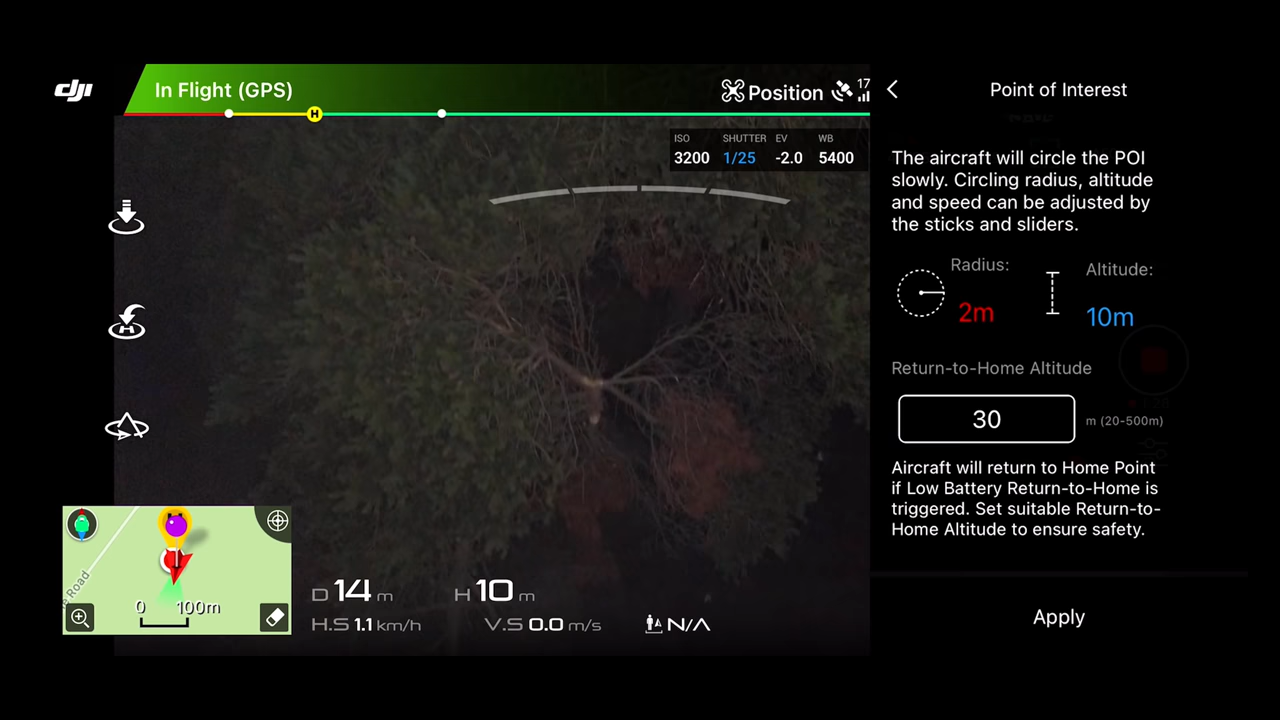 dji
In Flight (GPS)
Position
17
Point of Interest
H
ISO
SHUTTER
EV
WB
3200
1/25
-2.0
5400
The aircraft will circle the POI
slowly. Circling radius, altitude
and speed can be adjusted by
the sticks and sliders.
Radius:
2m
Altitude:
10m
H
Return-to-Home Altitude
30
m (20-500m)
Aircraft will return to Home Point
if Low Battery Return-to-Home is
triggered. Set suitable Return-to-
Home Altitude to ensure safety.
Road
0
100m
D 14 m
H 10 m
H.S 1.1 km/h
V.S 0.0 m/s
N/A
Apply